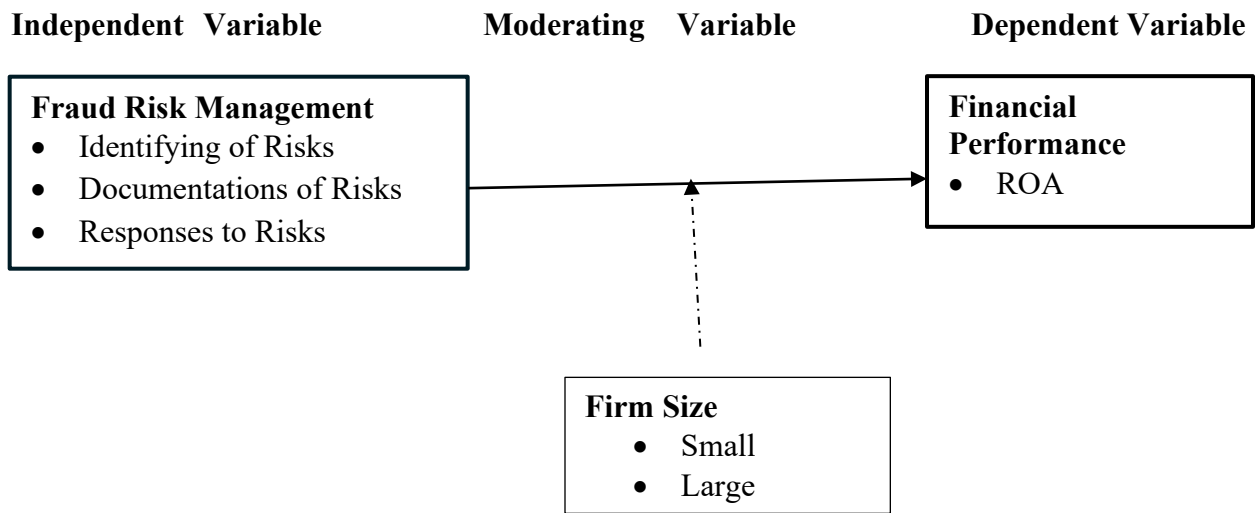 Independent Variable
Moderating Variable
Dependent Variable
Fraud Risk Management
• Identifying of Risks
• Documentations of Risks
• Responses to Risks
Financial
Performance
• ROA
Firm Size
• Small
• Large